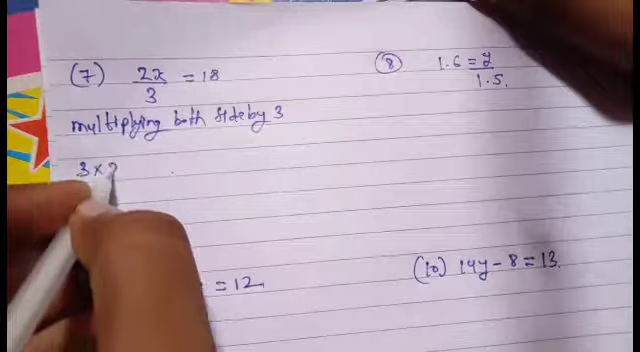 (7) 2x/3 = 18
multiplying both side by 3
3 × 2
= 12
(8) 1.6 = y/1.5.
(10) 14y - 8 = 13.